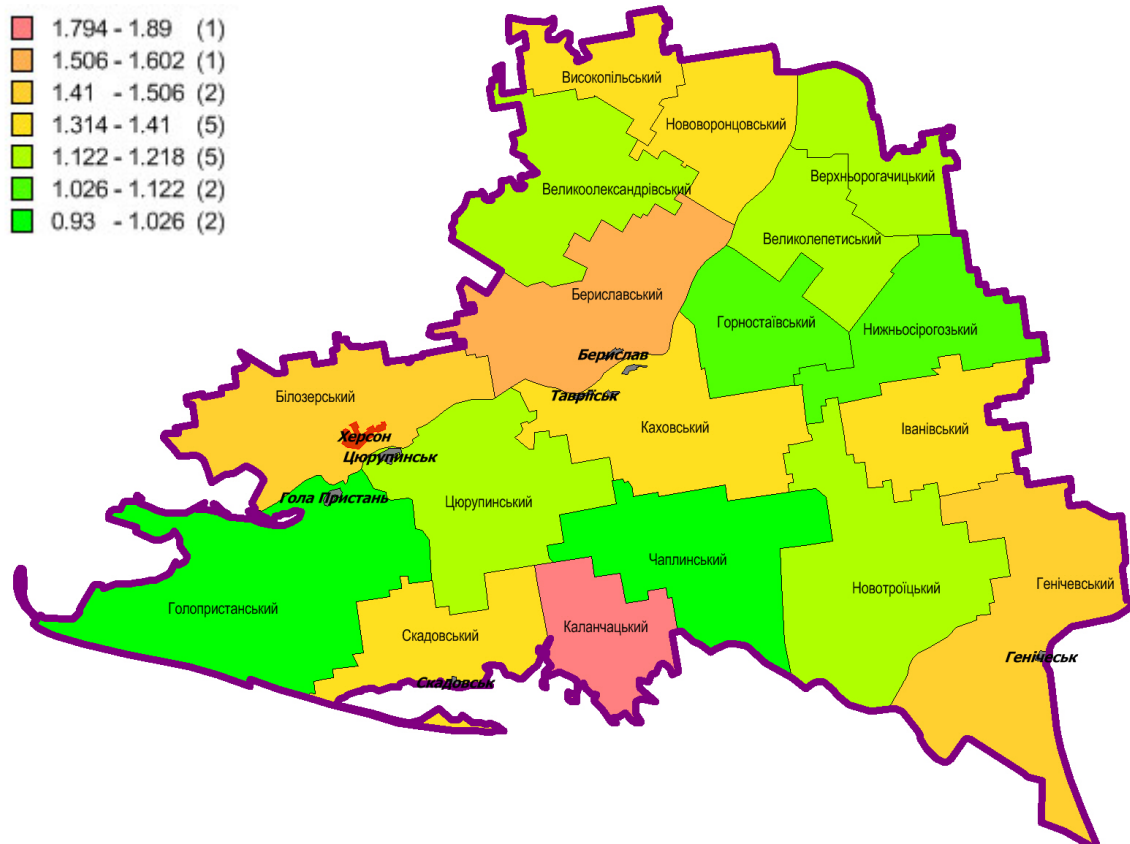 1.794 - 1.89 (1)
1.506 - 1.602 (1)
1.41 - 1.506 (2)
1.314 - 1.41 (5)
1.122 - 1.218 (5)
1.026 - 1.122 (2)
0.93 - 1.026 (2)
Високопільський
Нововоронцовський
Великоолександрівський
Верхньорогачицький
Великолепетиський
Бериславський
Горностаївський
Нижньосірогозький
Берислав
Таврійськ
Білозерський
Каховський
Іванівський
Херсон
Цюрупинськ
Гола Пристань
Цюрупинський
Чаплинський
Новотроїцький
Генічевський
Голопристанський
Скадовський
Каланчацький
Генічеськ
Скадовськ